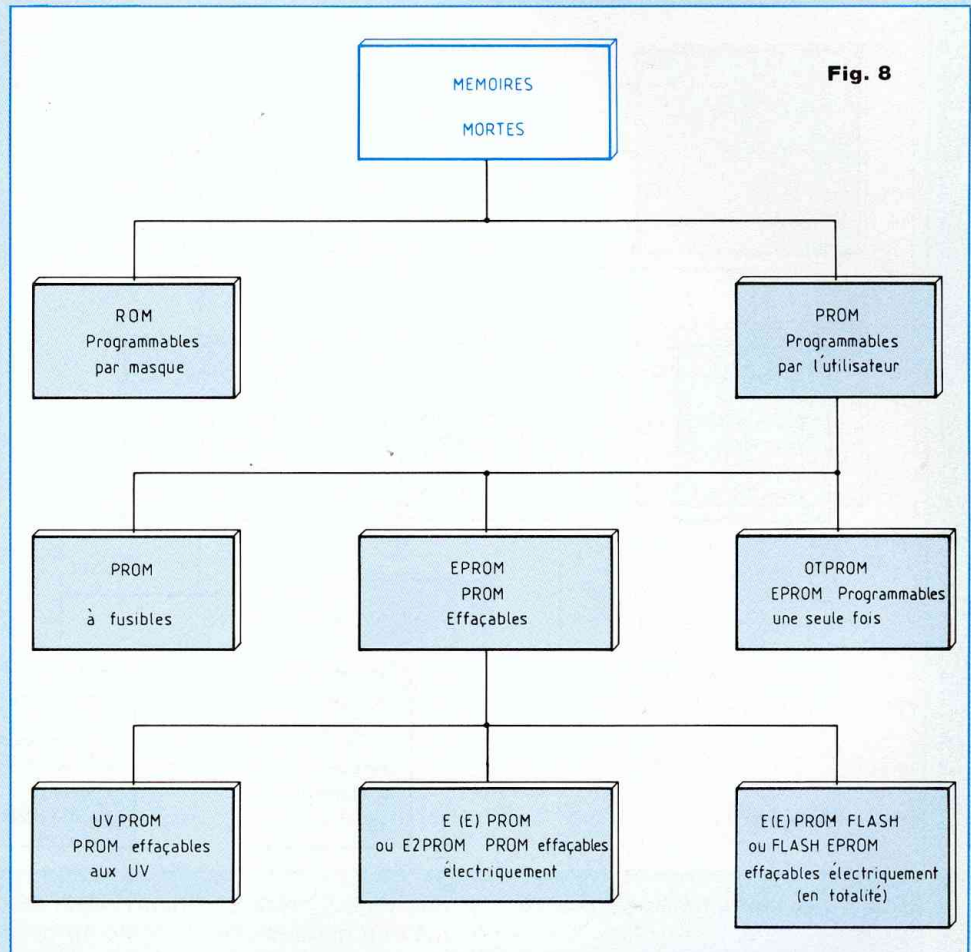 Fig. 8
MEMOIRES
MORTES
ROM
Programmables
par masque
PROM
Programmables
par l'utilisateur
PROM
à fusibles
EPROM
PROM
Effaçables
OTPROM
EPROM Programmables
une seule fois
UV PROM
PROM effaçables
aux UV
E (E) PROM
ou E2PROM PROM effaçables
électriquement
E(E)PROM FLASH
ou FLASH EPROM
effaçables électriquement
(en totalité)